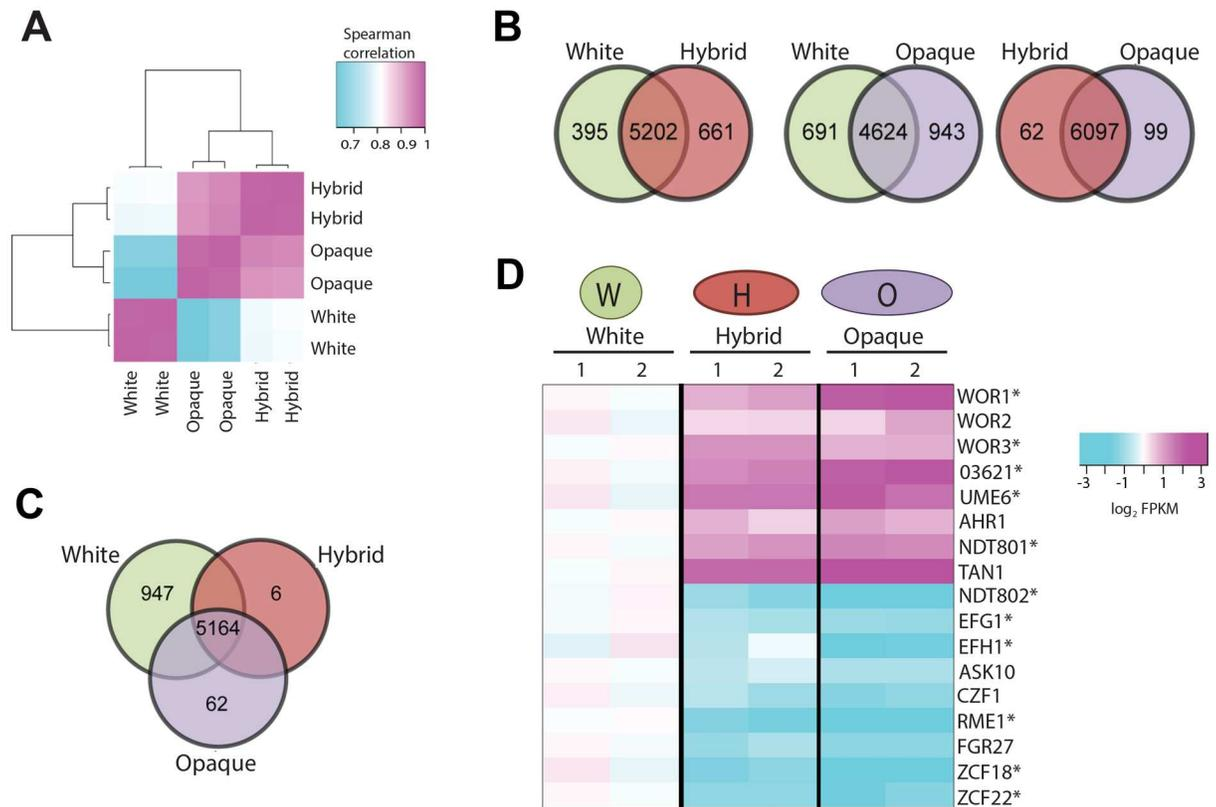 A
Spearman
correlation
0.7 0.8 0.9 1
Hybrid
Hybrid
Opaque
Opaque
White
White
White White Opaque Opaque Hybrid Hybrid
B
White Hybrid White Opaque Hybrid Opaque
395 5202 661 691 4624 943 62 6097 99
C
White Hybrid
947 6
5164
62
Opaque
D
W H O
White Hybrid Opaque
1 2 1 2 1 2
WOR1*
WOR2
WOR3*
03621*
UME6*
AHR1
NDT801*
TAN1
NDT802*
EFG1*
EFH1*
ASK10
CZF1
RME1*
FGR27
ZCF18*
ZCF22*
-3 -1 1 3
log₂ FPKM